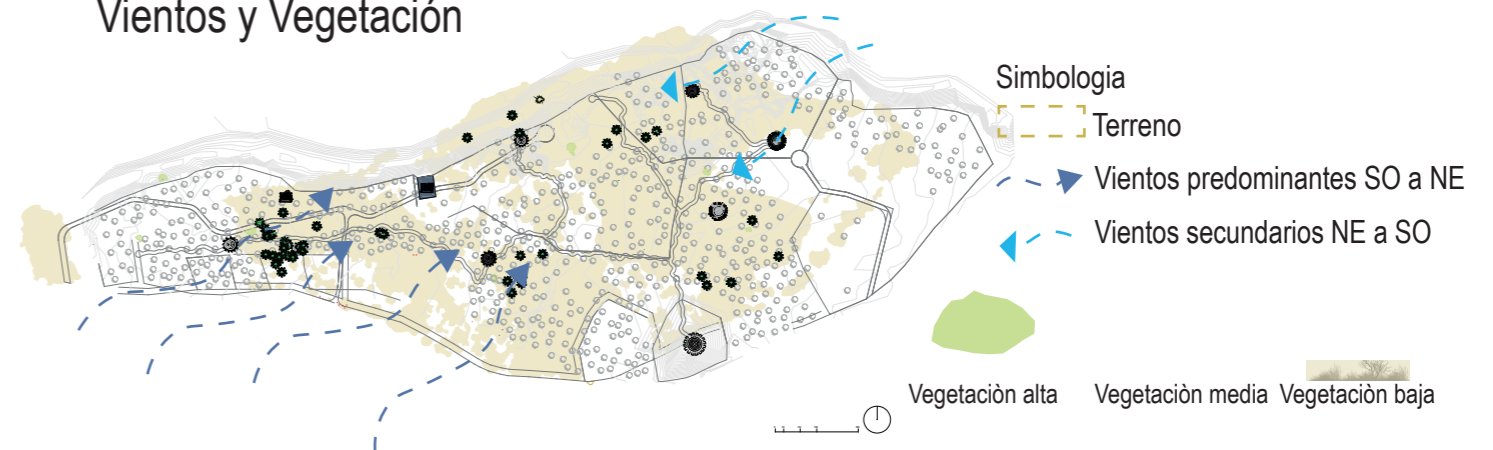 Vientos y Vegetación
Simbologia
Terreno
Vientos predominantes SO a NE
Vientos secundarios NE a SO
Vegetaciòn alta
Vegetaciòn media
Vegetaciòn baja